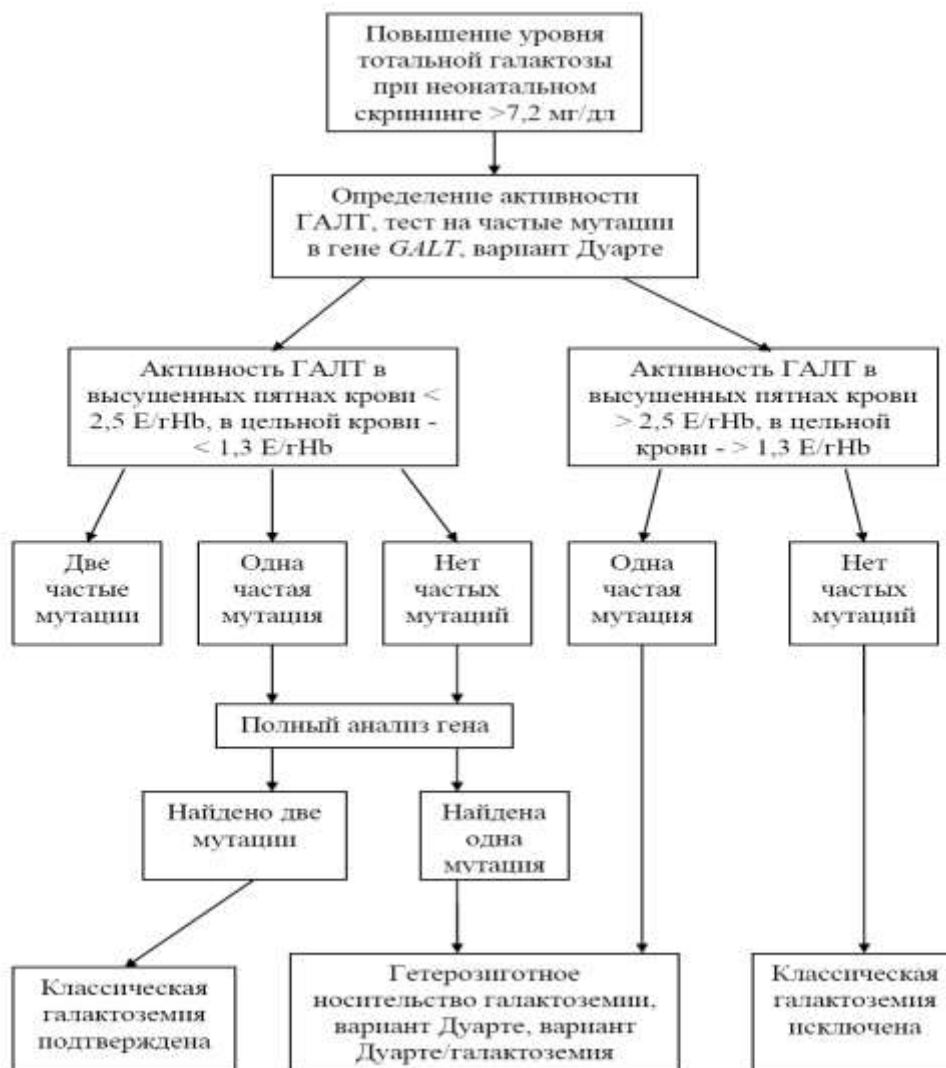 Повышение уровня
тотальной галактозы
при неонатальном
скрининге >7,2 мг/дл
Определение активности
ГАЛТ, тест на частые мутации
в гене GALT, вариант Дуарте
Активность ГАЛТ в
высушенных пятнах крови <
2,5 Е/гHb, в цельной крови -
< 1,3 Е/гHb
Активность ГАЛТ в
высушенных пятнах крови
> 2,5 Е/гHb, в цельной
крови - > 1,3 Е/гHb
Две
частые
мутации
Одна
частая
мутация
Нет
частых
мутаций
Одна
частая
мутация
Нет
частых
мутаций
Полный анализ гена
Найдено две
мутации
Найдена
одна
мутация
Классическая
галактоземия
подтверждена
Гетерозиготное
носительство галактоземии,
вариант Дуарте, вариант
Дуарте/галактоземия
Классическая
галактоземия
исключена